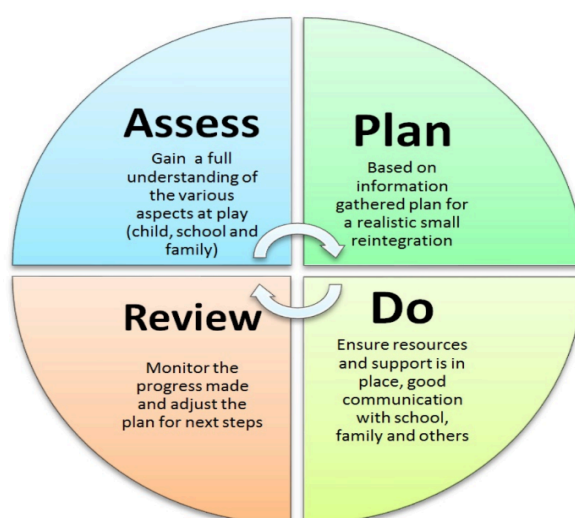 Assess
Gain a full
understanding of
the various
aspects at play
(child, school and
family)
Plan
Based on
information
gathered plan for
a realistic small
reintegration
Review
Monitor the
progress made
and adjust the
plan for next steps
Do
Ensure resources
and support is in
place, good
communication
with school,
family and others